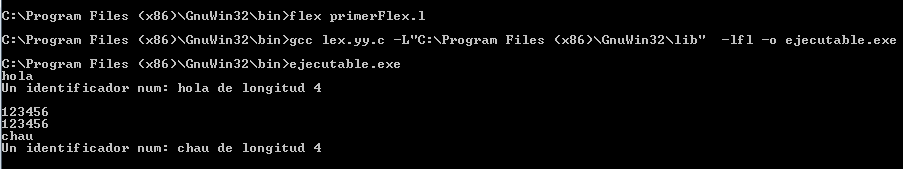 C:\Program Files (x86)\GnuWin32\bin>flex primerFlex.l
C:\Program Files (x86)\GnuWin32\bin>gcc lex.yy.c -L"C:\Program Files (x86)\GnuWin32\lib"  -lfl -o ejecutable.exe
C:\Program Files (x86)\GnuWin32\bin>ejecutable.exe
hola
Un identificador num: hola de longitud 4
123456
123456
chau
Un identificador num: chau de longitud 4